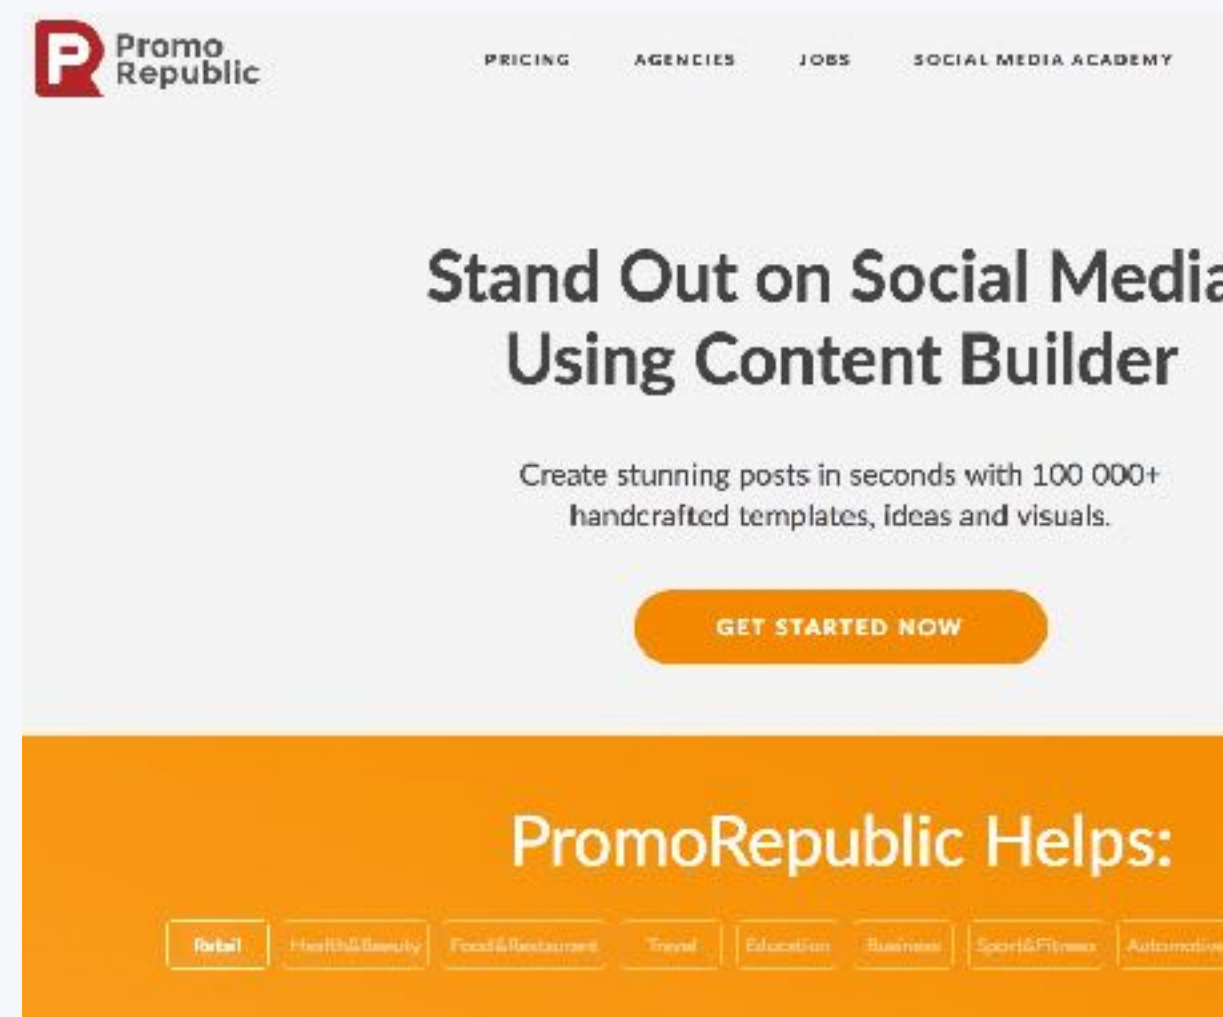 Promo
Republic
PRICING AGENCIES JOBS SOCIAL MEDIA ACADEMY
Stand Out on Social Media
Using Content Builder
Create stunning posts in seconds with 100 000+
handcrafted templates, ideas and visuals.
GET STARTED NOW
PromoRepublic Helps:
Retail Health&Beauty Food&Restaurant Travel Education Business Sport&Fitness Automotive